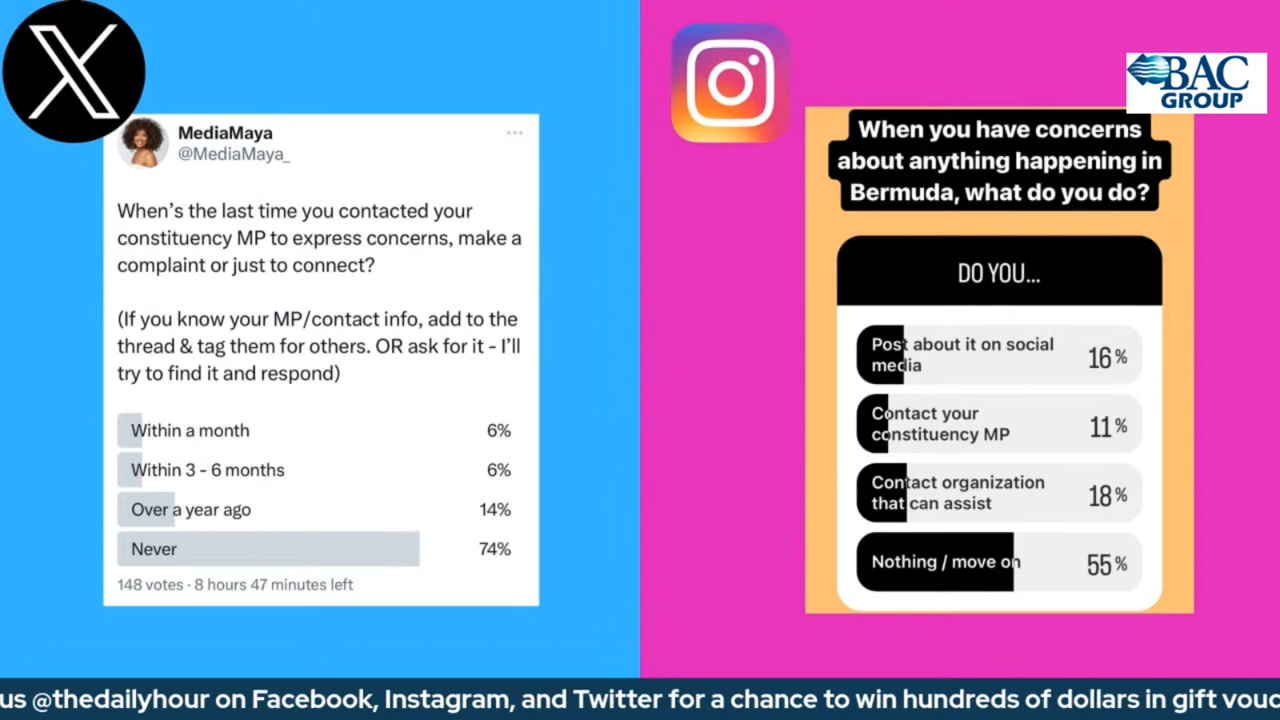 MediaMaya
@MediaMaya_
When's the last time you contacted your
constituency MP to express concerns, make a
complaint or just to connect?
(If you know your MP/contact info, add to the
thread & tag them for others. OR ask for it - I'll
try to find it and respond)
Within a month 6%
Within 3 - 6 months 6%
Over a year ago 14%
Never 74%
148 votes · 8 hours 47 minutes left
BAC
GROUP
When you have concerns
about anything happening in
Bermuda, what do you do?
DO YOU...
Post about it on social
media 16%
Contact your
constituency MP 11%
Contact organization
that can assist 18%
Nothing / move on 55%
us @thedailyhour on Facebook, Instagram, and Twitter for a chance to win hundreds of dollars in gift vouc